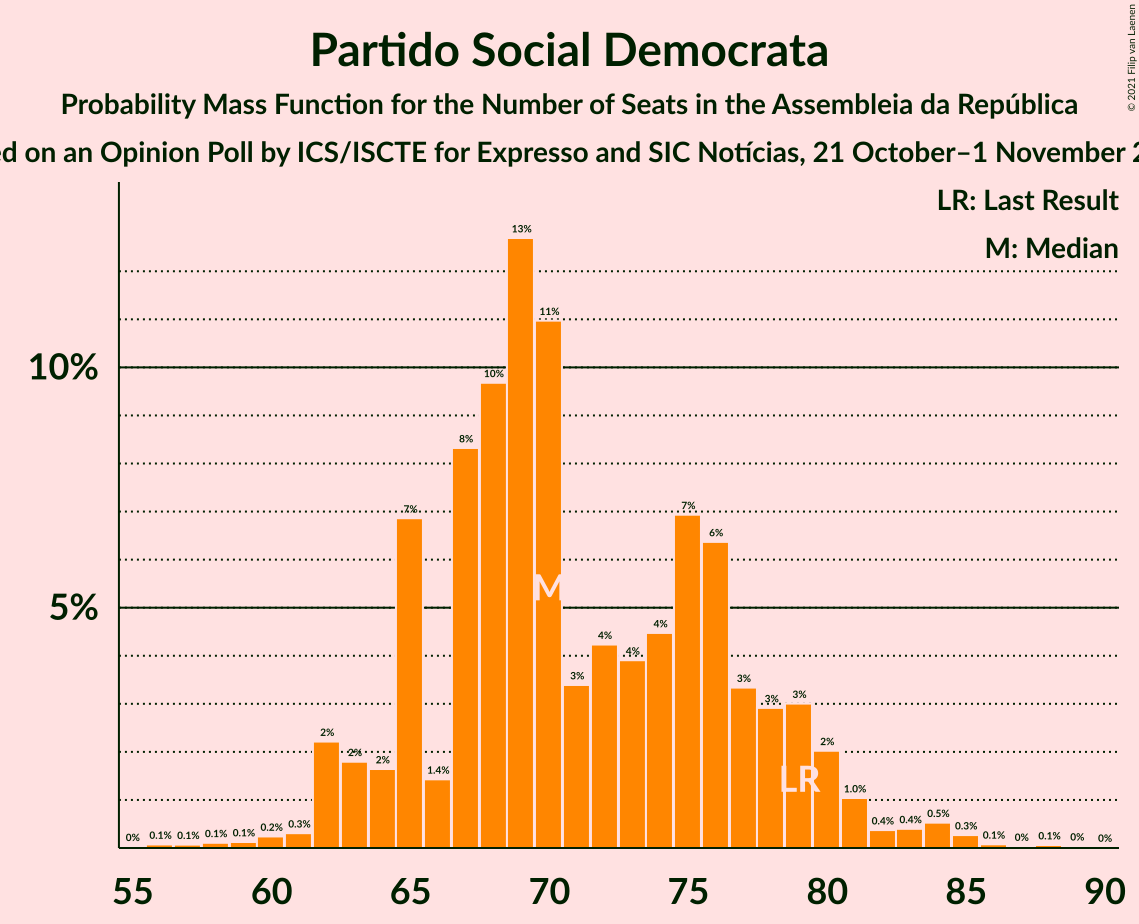 © 2021 Filip van Laenen
Partido Social Democrata
Probability Mass Function for the Number of Seats in the Assembleia da República
on an Opinion Poll by ICS/ISCTE for Expresso and SIC Notícias, 21 October–1 November
LR: Last Result
M: Median
10%
5%
0% 0.1% 0.1% 0.1% 0.1% 0.2% 0.3% 2% 2% 2% 7% 1.4% 8% 10% 13% 11% 3% 4% 4% 4% 7% 6% 3% 3% 3% 2% 1.0% 0.4% 0.4% 0.5% 0.3% 0.1% 0% 0.1% 0% 0%
M
LR
55 60 65 70 75 80 85 90